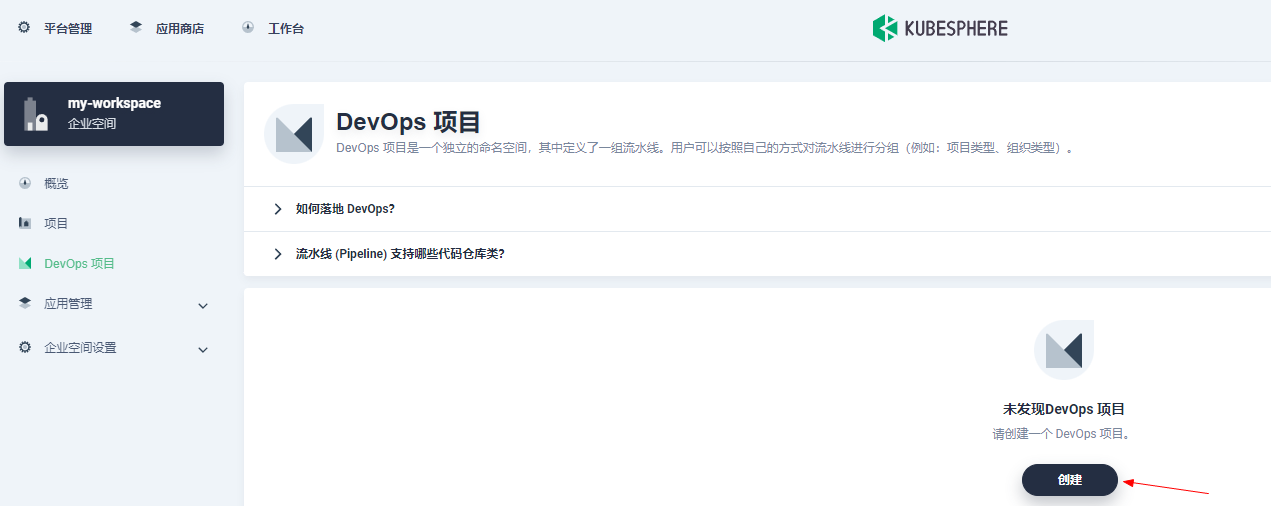 平台管理 应用商店 工作台 KUBESPHERE
my-workspace
企业空间
概览
项目
DevOps 项目
应用管理
企业空间设置
DevOps 项目
DevOps 项目是一个独立的命名空间，其中定义了一组流水线。用户可以按照自己的方式对流水线进行分组（例如：项目类型、组织类型）。
如何落地 DevOps?
流水线 (Pipeline) 支持哪些代码仓库类?
未发现DevOps 项目
请创建一个 DevOps 项目。
创建